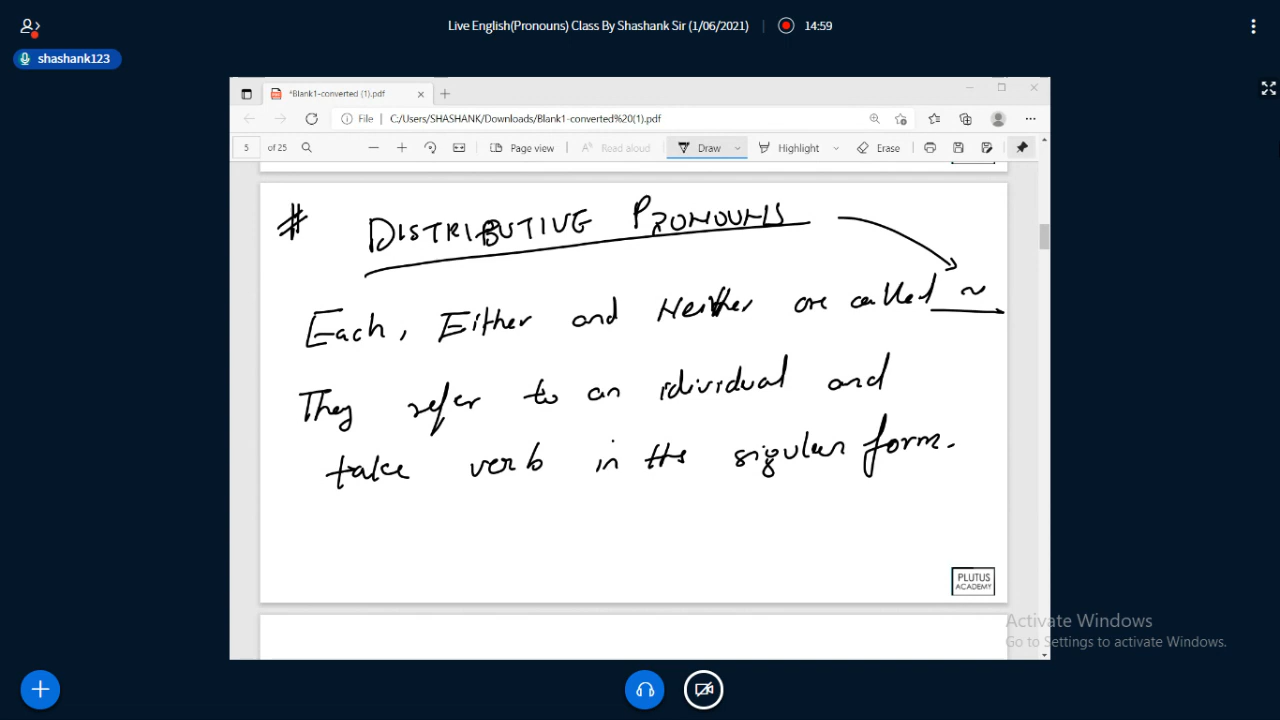 Live English(Pronouns) Class By Shashank Sir (1/06/2021)
14:59
shashank123
*Blank1-converted (1).pdf
File C:/Users/SHASHANK/Downloads/Blank1-converted%20(1).pdf
5 of 25 Page view Read aloud Draw Highlight Erase
# DISTRIBUTIVE PRONOUNS
Each, Either and Neither are called ~
They refer to an idividual and
take verb in the sigular form.
PLUTUS
ACADEMY
Activate Windows
Go to Settings to activate Windows.